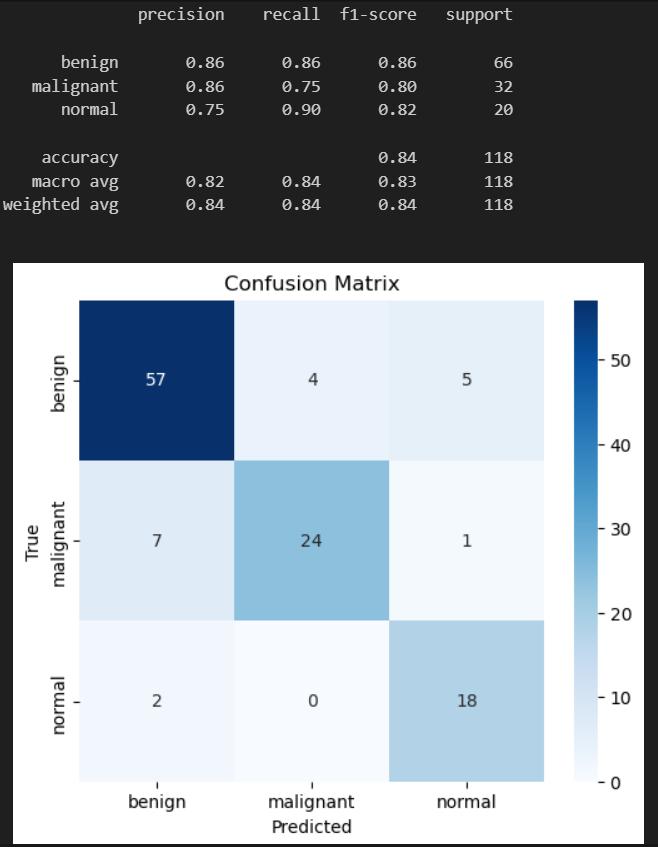 precision recall f1-score support
benign 0.86 0.86 0.86 66
malignant 0.86 0.75 0.80 32
normal 0.75 0.90 0.82 20
accuracy 0.84 118
macro avg 0.82 0.84 0.83 118
weighted avg 0.84 0.84 0.84 118
Confusion Matrix
benign 57 4 5
malignant 7 24 1
normal 2 0 18
True
benign malignant normal
Predicted
50
40
30
20
10
0